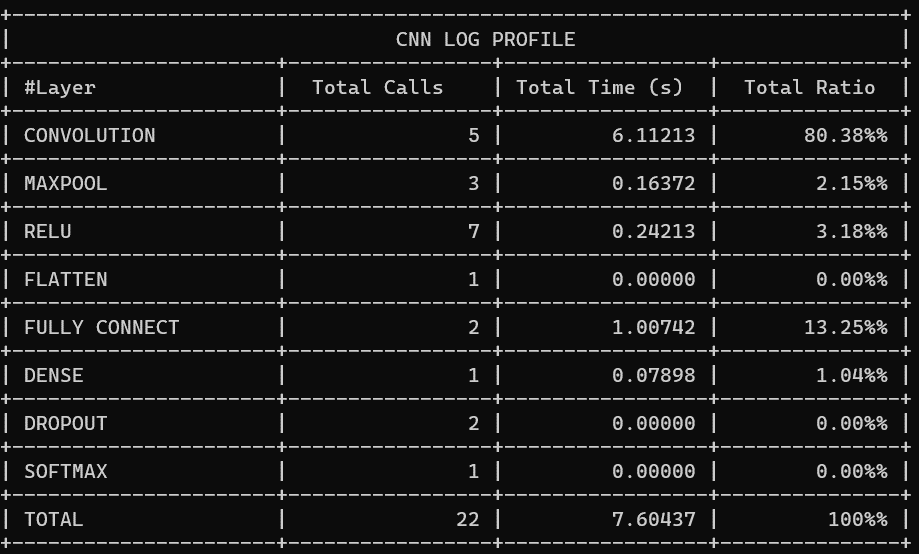 CNN LOG PROFILE
#Layer | Total Calls | Total Time (s) | Total Ratio
CONVOLUTION | 5 | 6.11213 | 80.38%%
MAXPOOL | 3 | 0.16372 | 2.15%%
RELU | 7 | 0.24213 | 3.18%%
FLATTEN | 1 | 0.00000 | 0.00%%
FULLY CONNECT | 2 | 1.00742 | 13.25%%
DENSE | 1 | 0.07898 | 1.04%%
DROPOUT | 2 | 0.00000 | 0.00%%
SOFTMAX | 1 | 0.00000 | 0.00%%
TOTAL | 22 | 7.60437 | 100%%